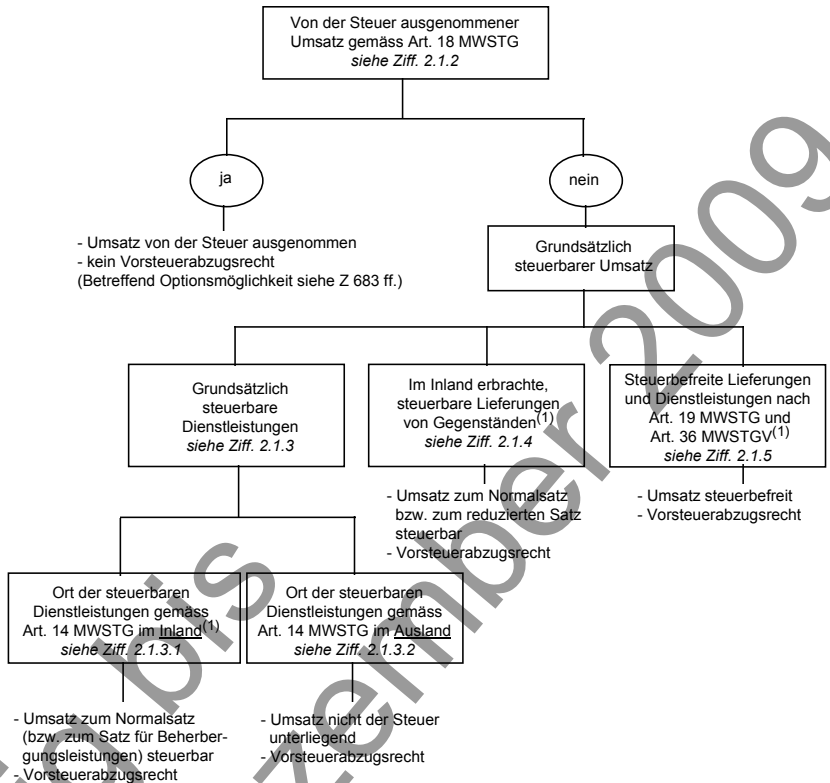 Von der Steuer ausgenommener
Umsatz gemäss Art. 18 MWSTG
siehe Ziff. 2.1.2
ja
nein
- Umsatz von der Steuer ausgenommen
- kein Vorsteuerabzugsrecht
(Betreffend Optionsmöglichkeit siehe Z 683 ff.)
Grundsätzlich
steuerbarer Umsatz
Grundsätzlich
steuerbare
Dienstleistungen
siehe Ziff. 2.1.3
Im Inland erbrachte,
steuerbare Lieferungen
von Gegenständen(1)
siehe Ziff. 2.1.4
Steuerbefreite Lieferungen
und Dienstleistungen nach
Art. 19 MWSTG und
Art. 36 MWSTGV(1)
siehe Ziff. 2.1.5
- Umsatz zum Normalsatz
bzw. zum reduzierten Satz
steuerbar
- Vorsteuerabzugsrecht
- Umsatz steuerbefreit
- Vorsteuerabzugsrecht
Ort der steuerbaren
Dienstleistungen gemäss
Art. 14 MWSTG im Inland(1)
siehe Ziff. 2.1.3.1
Ort der steuerbaren
Dienstleistungen gemäss
Art. 14 MWSTG im Ausland
siehe Ziff. 2.1.3.2
- Umsatz zum Normalsatz
(bzw. zum Satz für Beherber-
gungsleistungen) steuerbar
- Vorsteuerabzugsrecht
- Umsatz nicht der Steuer
unterliegend
- Vorsteuerabzugsrecht
bis
zember 2009